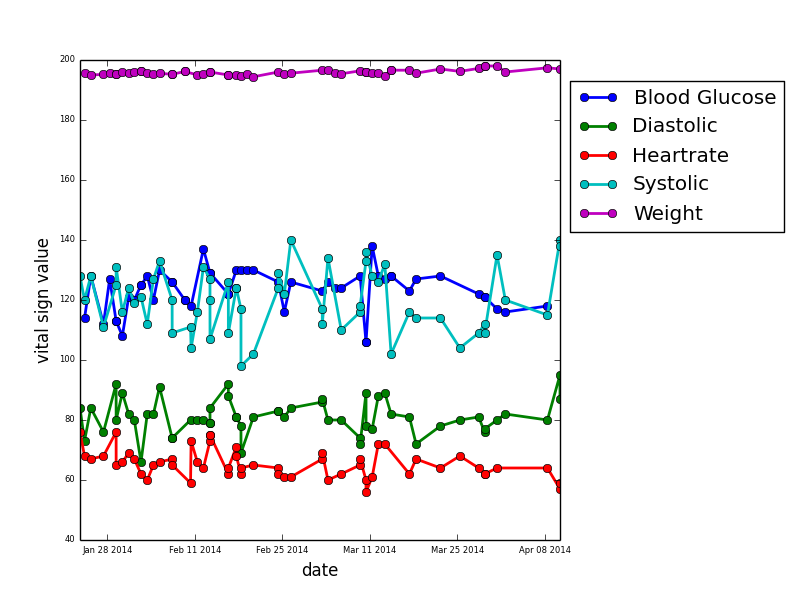 200
180
160
140
120
100
80
60
40
vital sign value
Jan 28 2014 Feb 11 2014 Feb 25 2014 Mar 11 2014 Mar 25 2014 Apr 08 2014
date
Blood Glucose
Diastolic
Heartrate
Systolic
Weight